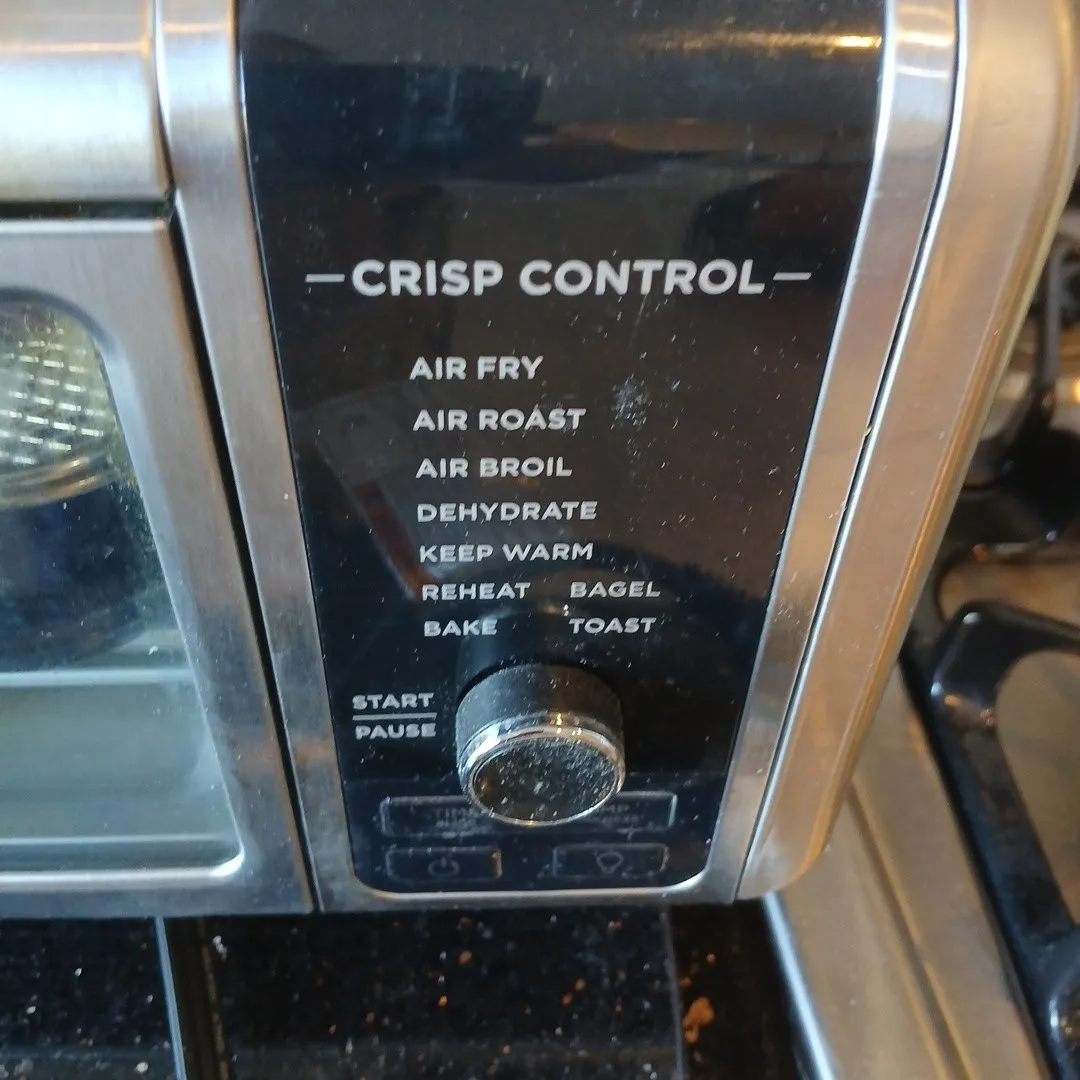 CRISP CONTROL
AIR FRY
AIR ROAST
AIR BROIL
DEHYDRATE
KEEP WARM
REHEAT BAGEL
BAKE TOAST
START
PAUSE